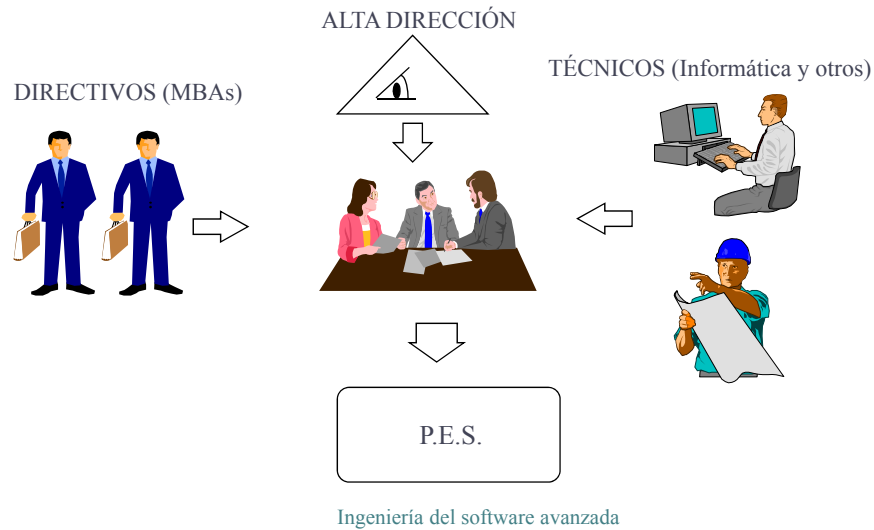 ALTA DIRECCIÓN
DIRECTIVOS (MBAs)
TÉCNICOS (Informática y otros)
P.E.S.
Ingeniería del software avanzada